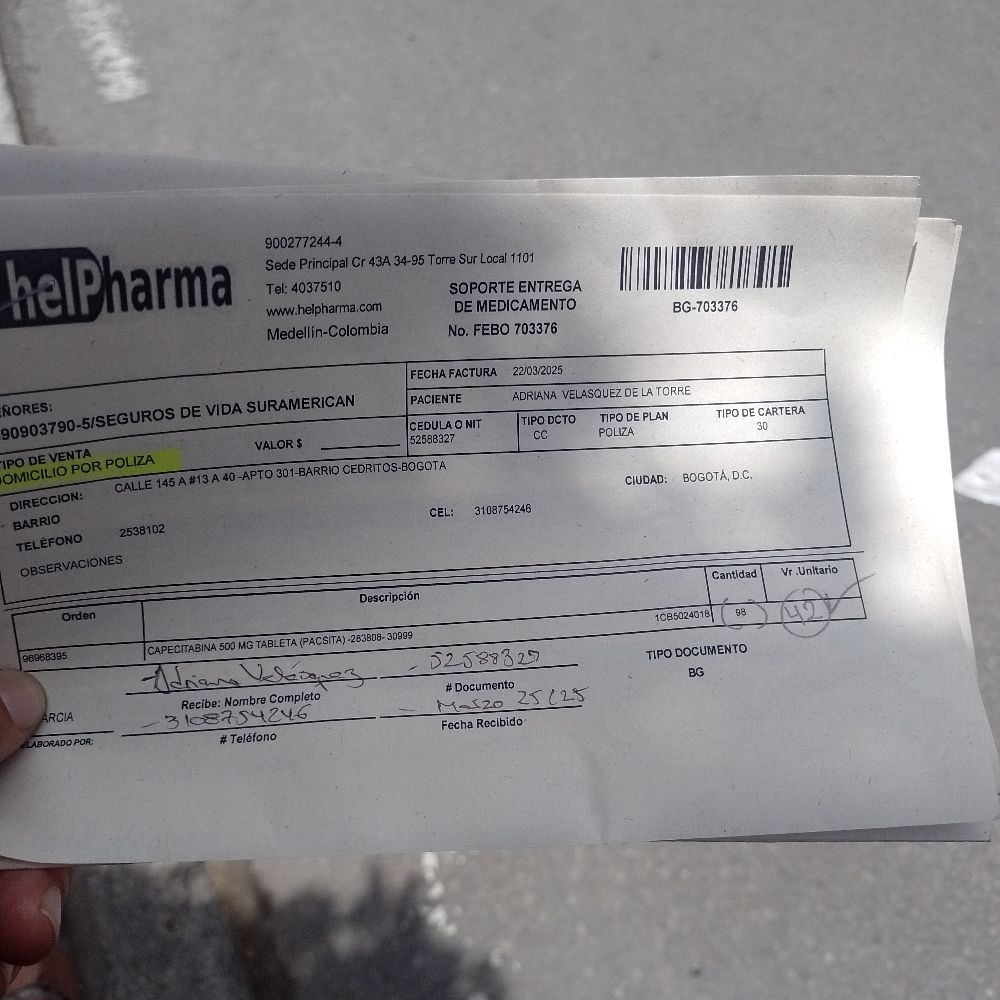 helPharma
900277244-4
Sede Principal Cr 43A 34-95 Torre Sur Local 1101
Tel: 4037510
www.helpharma.com
Medellín-Colombia
SOPORTE ENTREGA
DE MEDICAMENTO
No. FEBO 703376
BG-703376
EÑORES:
90903790-5/SEGUROS DE VIDA SURAMERICAN
FECHA FACTURA 22/03/2025
PACIENTE ADRIANA VELASQUEZ DE LA TORRE
CEDULA O NIT
52588327
TIPO DCTO
CC
TIPO DE PLAN
POLIZA
TIPO DE CARTERA
30
TIPO DE VENTA
DOMICILIO POR POLIZA
VALOR $
DIRECCION: CALLE 145 A #13 A 40 -APTO 301-BARRIO CEDRITOS-BOGOTA
CIUDAD: BOGOTÁ, D.C.
BARRIO
TELÉFONO 2538102
CEL: 3108754246
OBSERVACIONES
Orden Descripción Cantidad Vr .Unitario
96968395 CAPECITABINA 500 MG TABLETA (PACSITA) -283808- 30999 1CB5024018 98 42
Adriana Velásquez - 52588327
Recibe: Nombre Completo # Documento
TIPO DOCUMENTO
BG
ARCIA - 3108754246 - Marzo 25/25
ELABORADO POR: # Teléfono Fecha Recibido